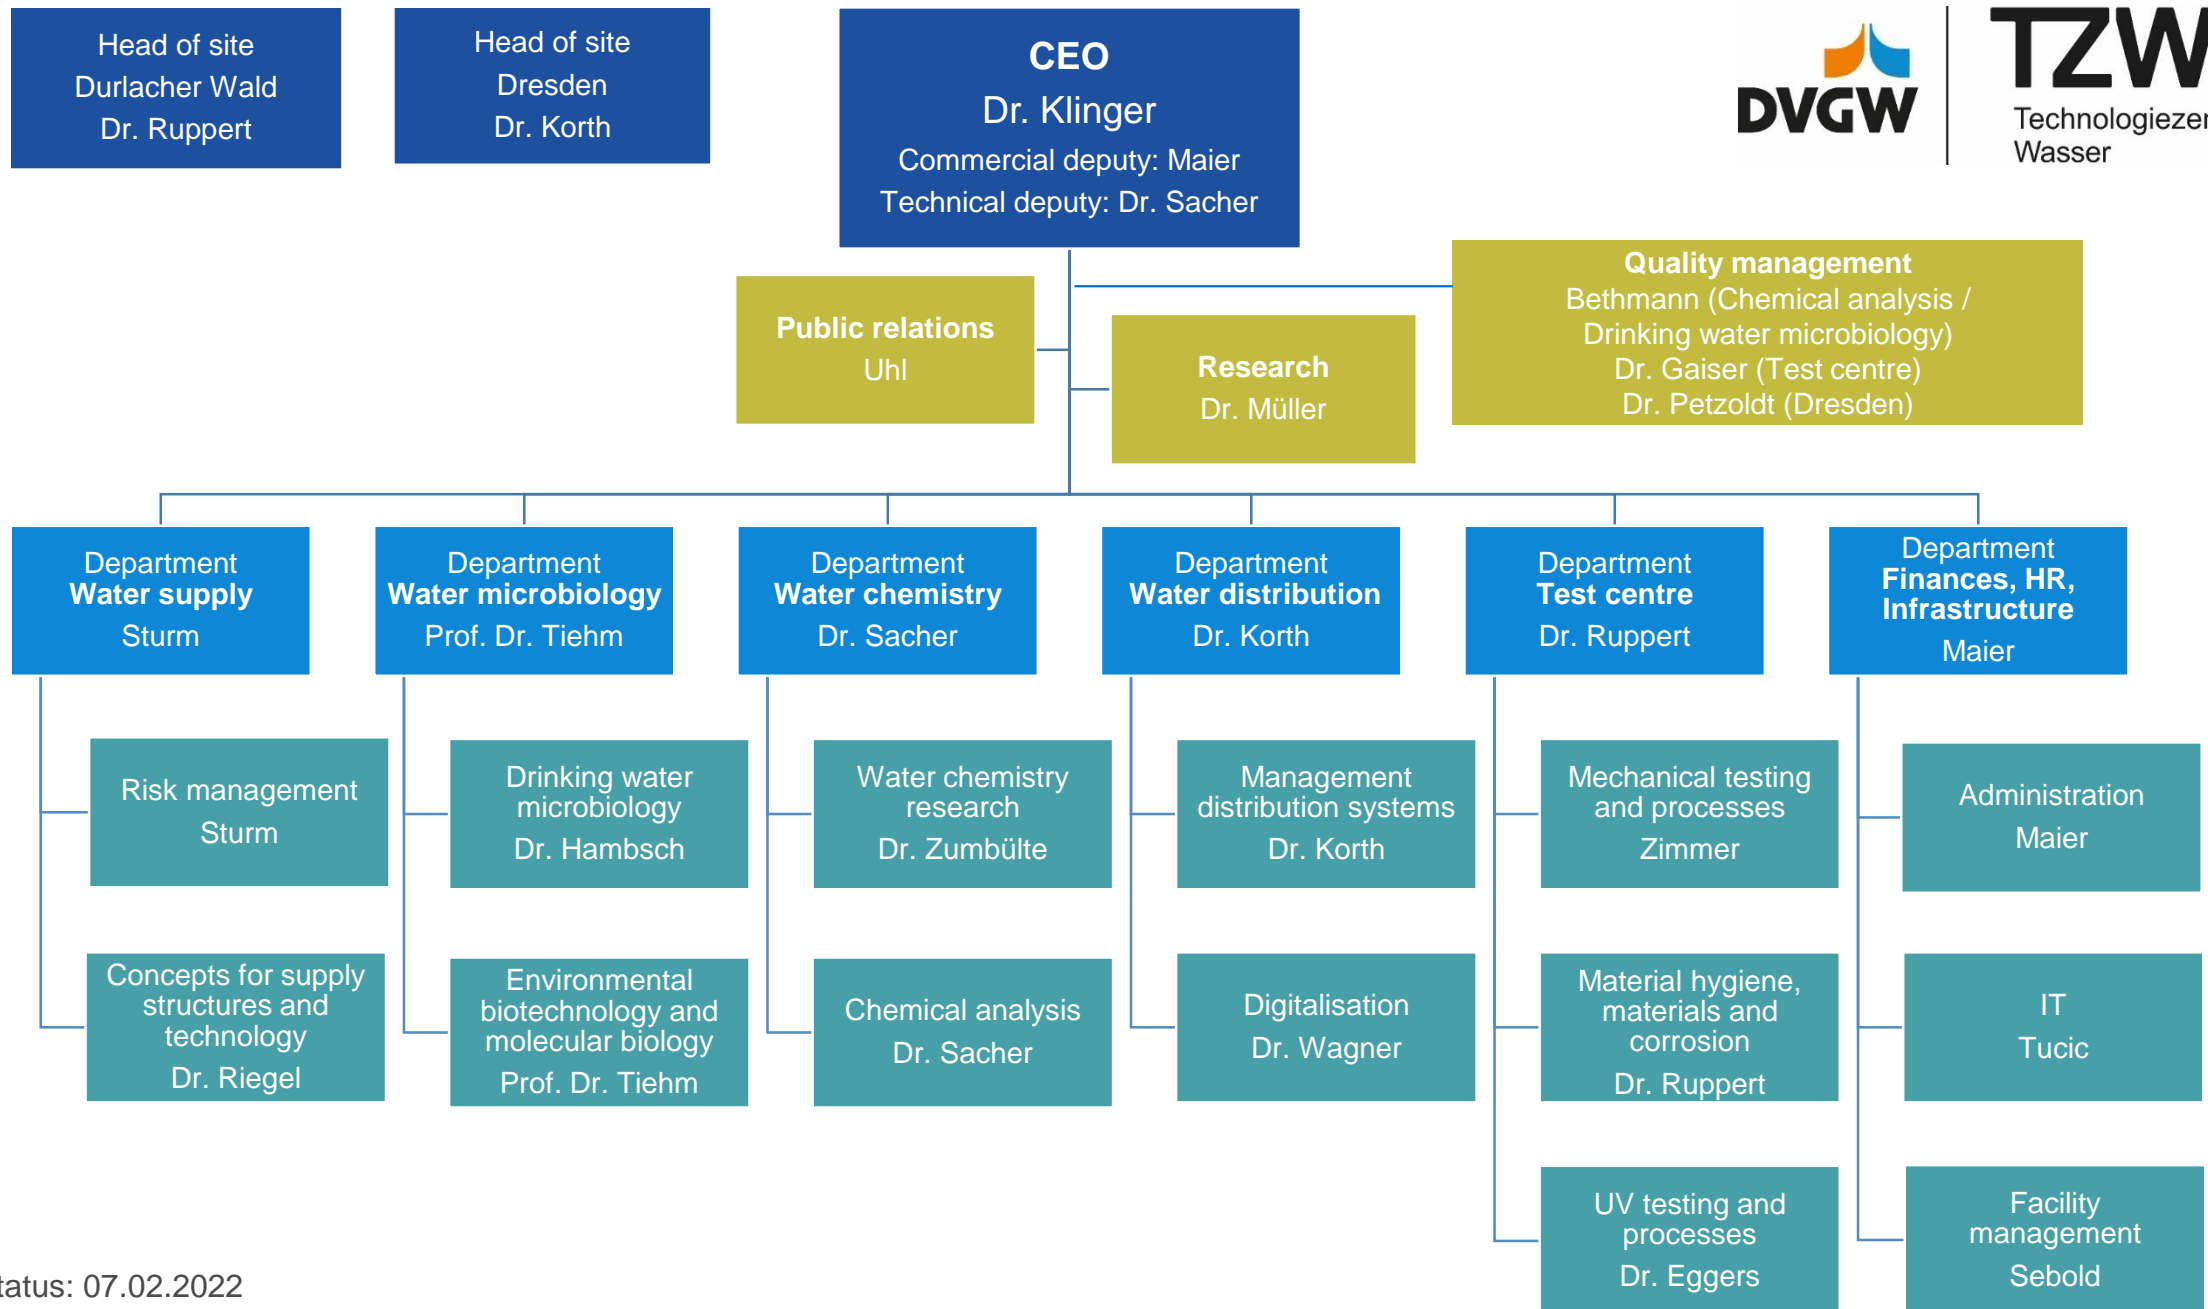 Head of site
Durlacher Wald
Dr. Ruppert
Head of site
Dresden
Dr. Korth
CEO
Dr. Klinger
Commercial deputy: Maier
Technical deputy: Dr. Sacher
DVGW
TZW
Technologiezer
Wasser
Public relations
Uhl
Research
Dr. Müller
Quality management
Bethmann (Chemical analysis /
Drinking water microbiology)
Dr. Gaiser (Test centre)
Dr. Petzoldt (Dresden)
Department
Water supply
Sturm
Department
Water microbiology
Prof. Dr. Tiehm
Department
Water chemistry
Dr. Sacher
Department
Water distribution
Dr. Korth
Department
Test centre
Dr. Ruppert
Department
Finances, HR,
Infrastructure
Maier
Risk management
Sturm
Drinking water
microbiology
Dr. Hambsch
Water chemistry
research
Dr. Zumbülte
Management
distribution systems
Dr. Korth
Mechanical testing
and processes
Zimmer
Administration
Maier
Concepts for supply
structures and
technology
Dr. Riegel
Environmental
biotechnology and
molecular biology
Prof. Dr. Tiehm
Chemical analysis
Dr. Sacher
Digitalisation
Dr. Wagner
Material hygiene,
materials and
corrosion
Dr. Ruppert
IT
Tucic
UV testing and
processes
Dr. Eggers
Facility
management
Sebold
tatus: 07.02.2022